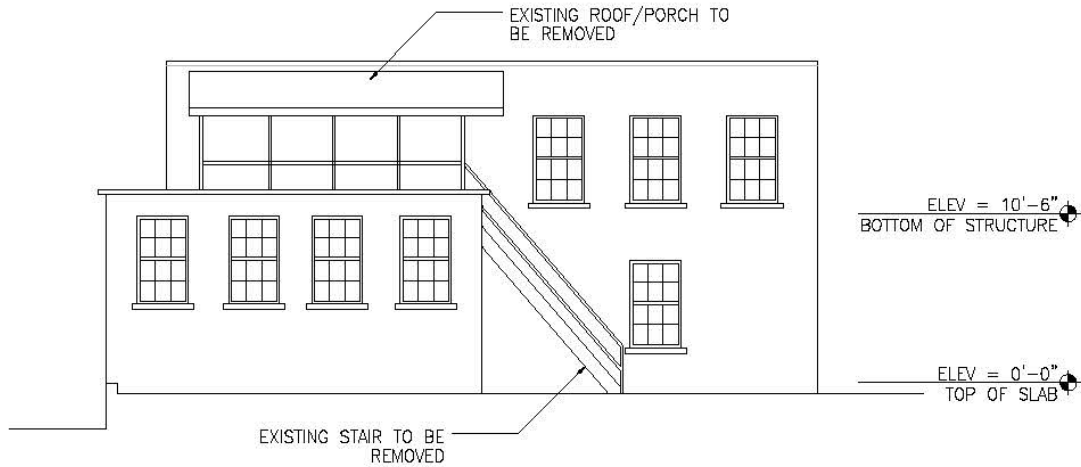 EXISTING ROOF/PORCH TO
BE REMOVED
ELEV = 10'-6"
BOTTOM OF STRUCTURE
ELEV = 0'-0"
TOP OF SLAB
EXISTING STAIR TO BE
REMOVED